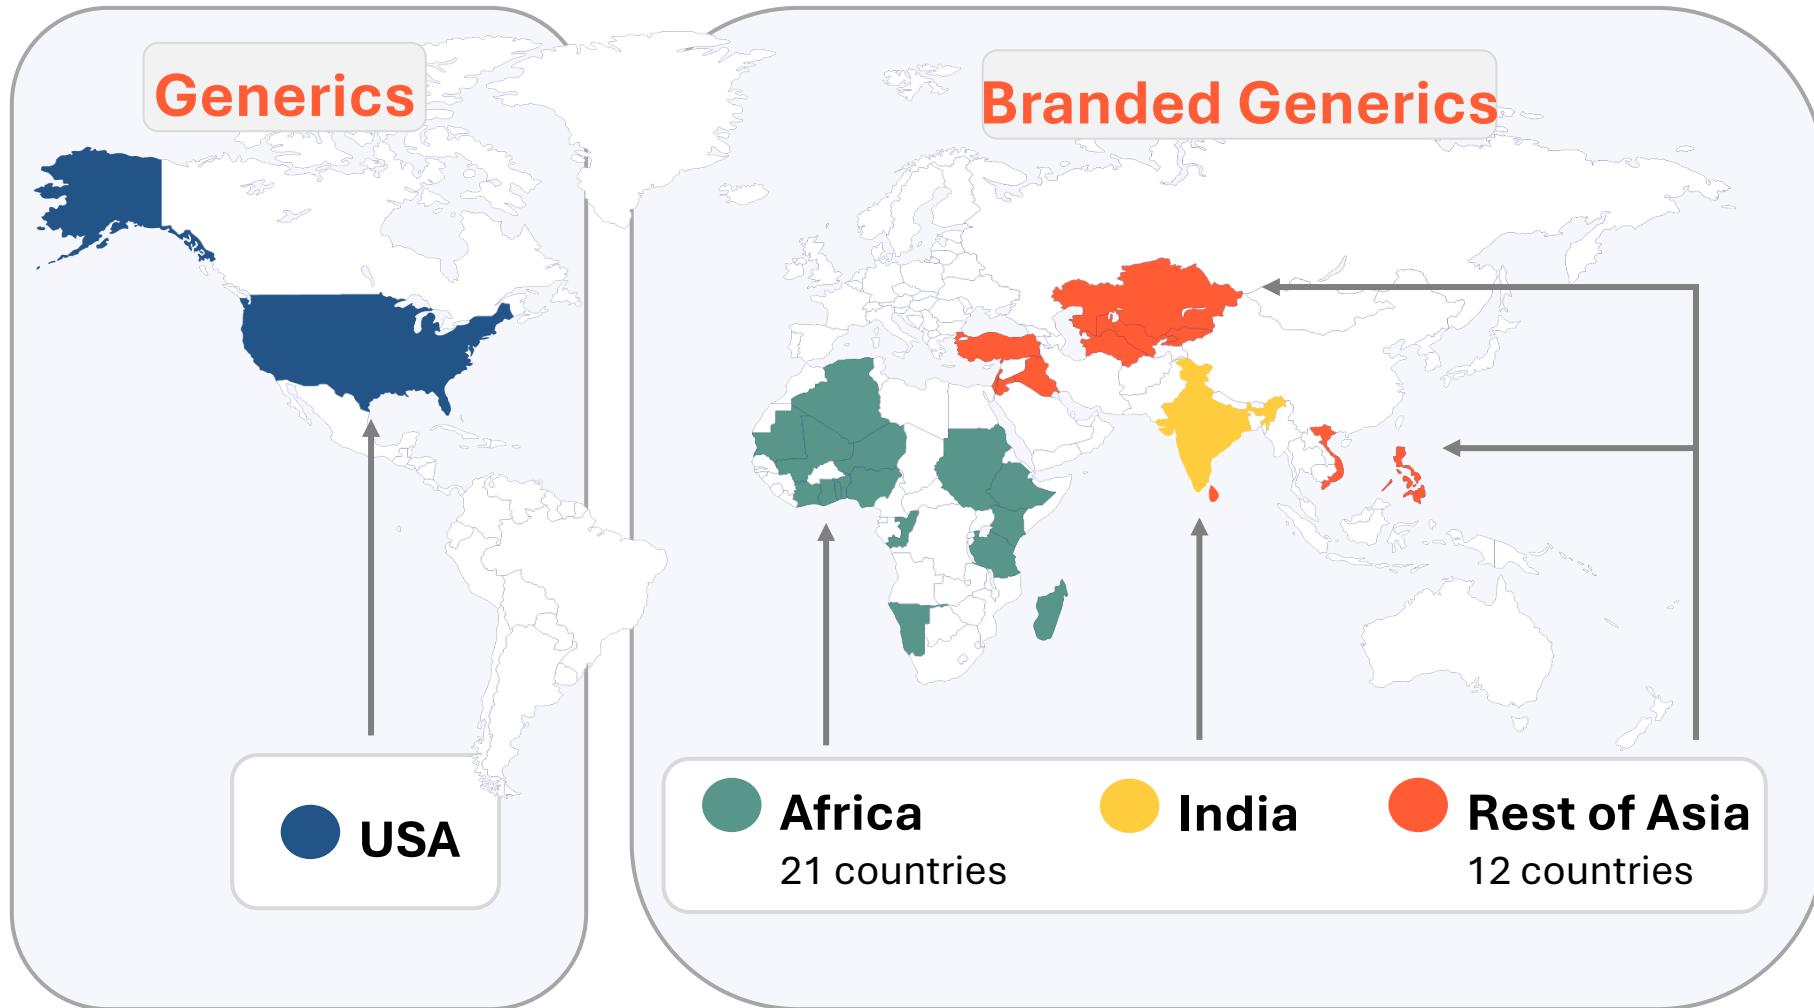 Generics
Branded Generics
USA
Africa
21 countries
India
Rest of Asia
12 countries